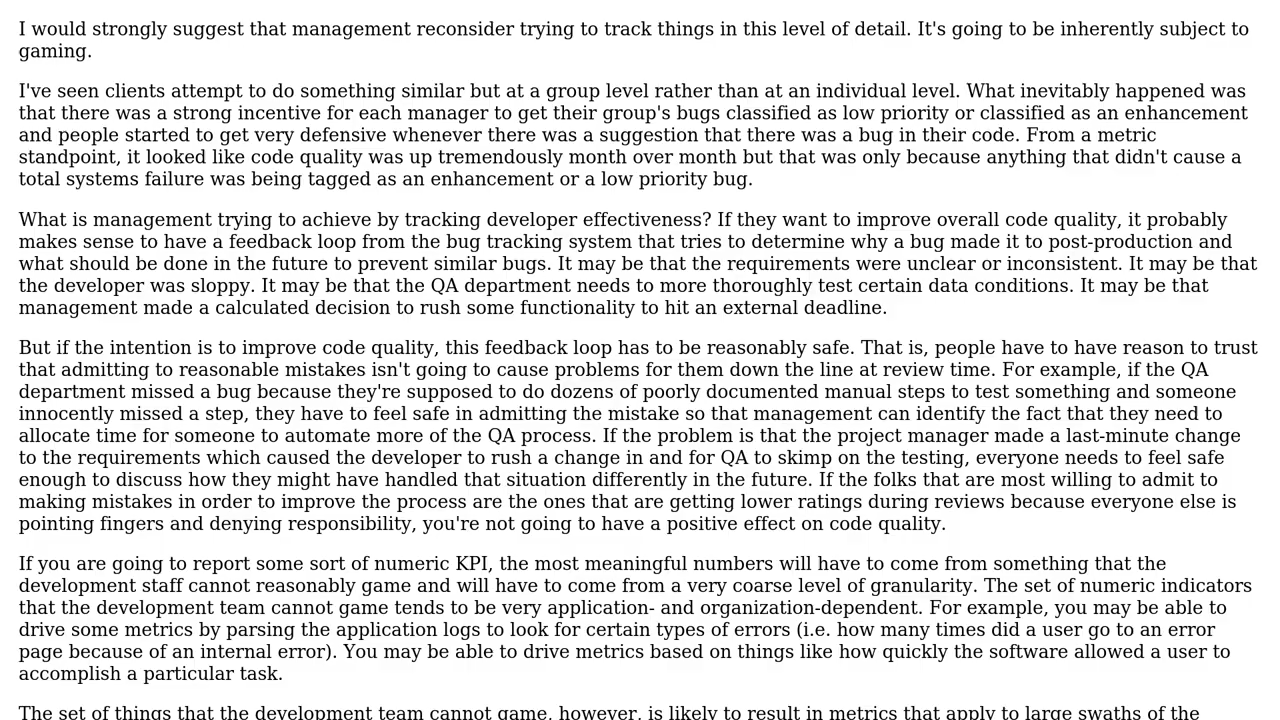 I would strongly suggest that management reconsider trying to track things in this level of detail. It's going to be inherently subject to
gaming.
I've seen clients attempt to do something similar but at a group level rather than at an individual level. What inevitably happened was
that there was a strong incentive for each manager to get their group's bugs classified as low priority or classified as an enhancement
and people started to get very defensive whenever there was a suggestion that there was a bug in their code. From a metric
standpoint, it looked like code quality was up tremendously month over month but that was only because anything that didn't cause a
total systems failure was being tagged as an enhancement or a low priority bug.
What is management trying to achieve by tracking developer effectiveness? If they want to improve overall code quality, it probably
makes sense to have a feedback loop from the bug tracking system that tries to determine why a bug made it to post-production and
what should be done in the future to prevent similar bugs. It may be that the requirements were unclear or inconsistent. It may be that
the developer was sloppy. It may be that the QA department needs to more thoroughly test certain data conditions. It may be that
management made a calculated decision to rush some functionality to hit an external deadline.
But if the intention is to improve code quality, this feedback loop has to be reasonably safe. That is, people have to have reason to trust
that admitting to reasonable mistakes isn't going to cause problems for them down the line at review time. For example, if the QA
department missed a bug because they're supposed to do dozens of poorly documented manual steps to test something and someone
innocently missed a step, they have to feel safe in admitting the mistake so that management can identify the fact that they need to
allocate time for someone to automate more of the QA process. If the problem is that the project manager made a last-minute change
to the requirements which caused the developer to rush a change in and for QA to skimp on the testing, everyone needs to feel safe
enough to discuss how they might have handled that situation differently in the future. If the folks that are most willing to admit to
making mistakes in order to improve the process are the ones that are getting lower ratings during reviews because everyone else is
pointing fingers and denying responsibility, you're not going to have a positive effect on code quality.
If you are going to report some sort of numeric KPI, the most meaningful numbers will have to come from something that the
development staff cannot reasonably game and will have to come from a very coarse level of granularity. The set of numeric indicators
that the development team cannot game tends to be very application- and organization-dependent. For example, you may be able to
drive some metrics by parsing the application logs to look for certain types of errors (i.e. how many times did a user go to an error
page because of an internal error). You may be able to drive metrics based on things like how quickly the software allowed a user to
accomplish a particular task.
The set of things that the development team cannot game, however, is likely to result in metrics that apply to large swaths of the